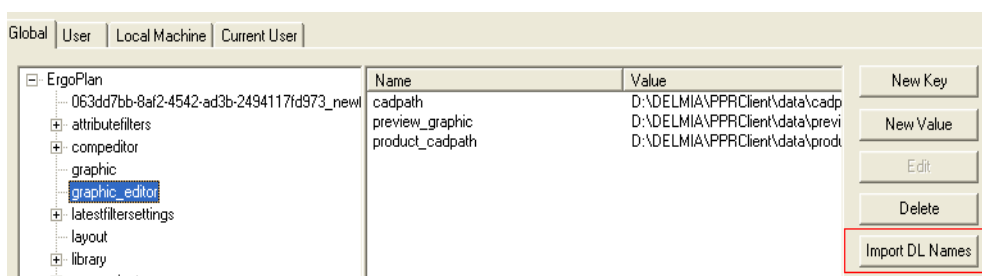 Global User Local Machine Current User
ErgoPlan
063dd7bb-8af2-4542-ad3b-2494117fd973_newl
attributefilters
compeditor
graphic
graphic_editor
latestfiltersettings
layout
library
Name Value
cadpath D:\DELMIA\PPRClient\data\cadp
preview_graphic D:\DELMIA\PPRClient\data\previ
product_cadpath D:\DELMIA\PPRClient\data\produ
New Key
New Value
Edit
Delete
Import DL Names